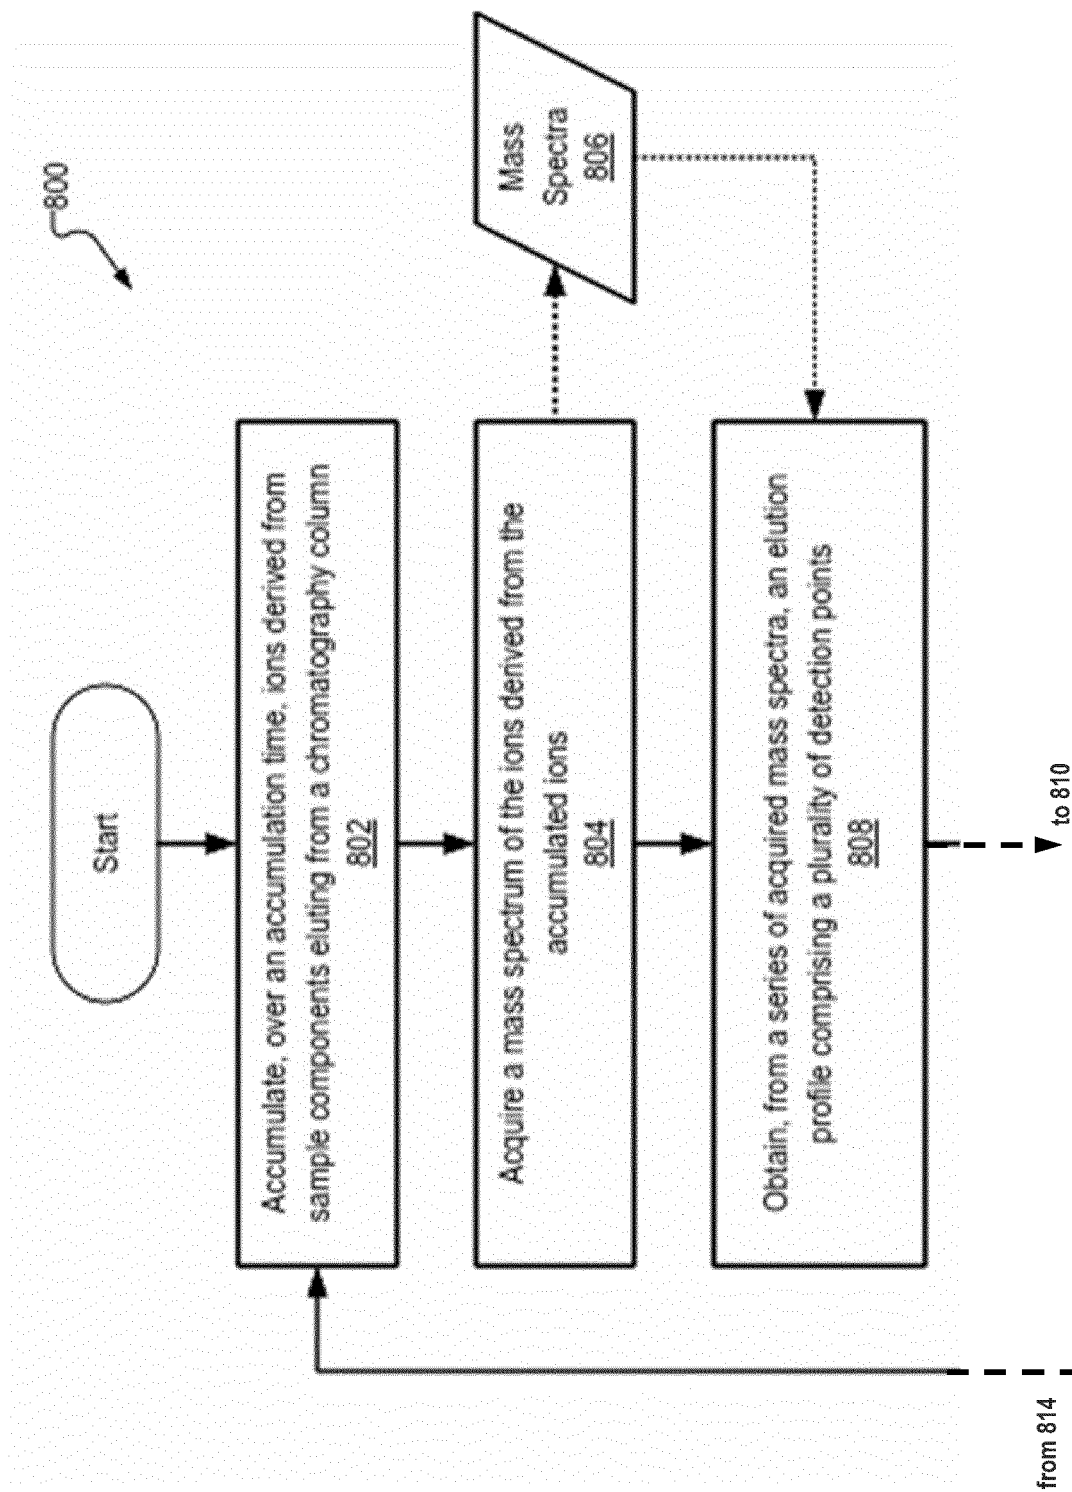 800
Start
Accumulate, over an accumulation time, ions derived from
sample components eluting from a chromatography column
802
Acquire a mass spectrum of the ions derived from the
accumulated ions
804
Mass
Spectra
806
Obtain, from a series of acquired mass spectra, an elution
profile comprising a plurality of detection points
808
from 814
to 810